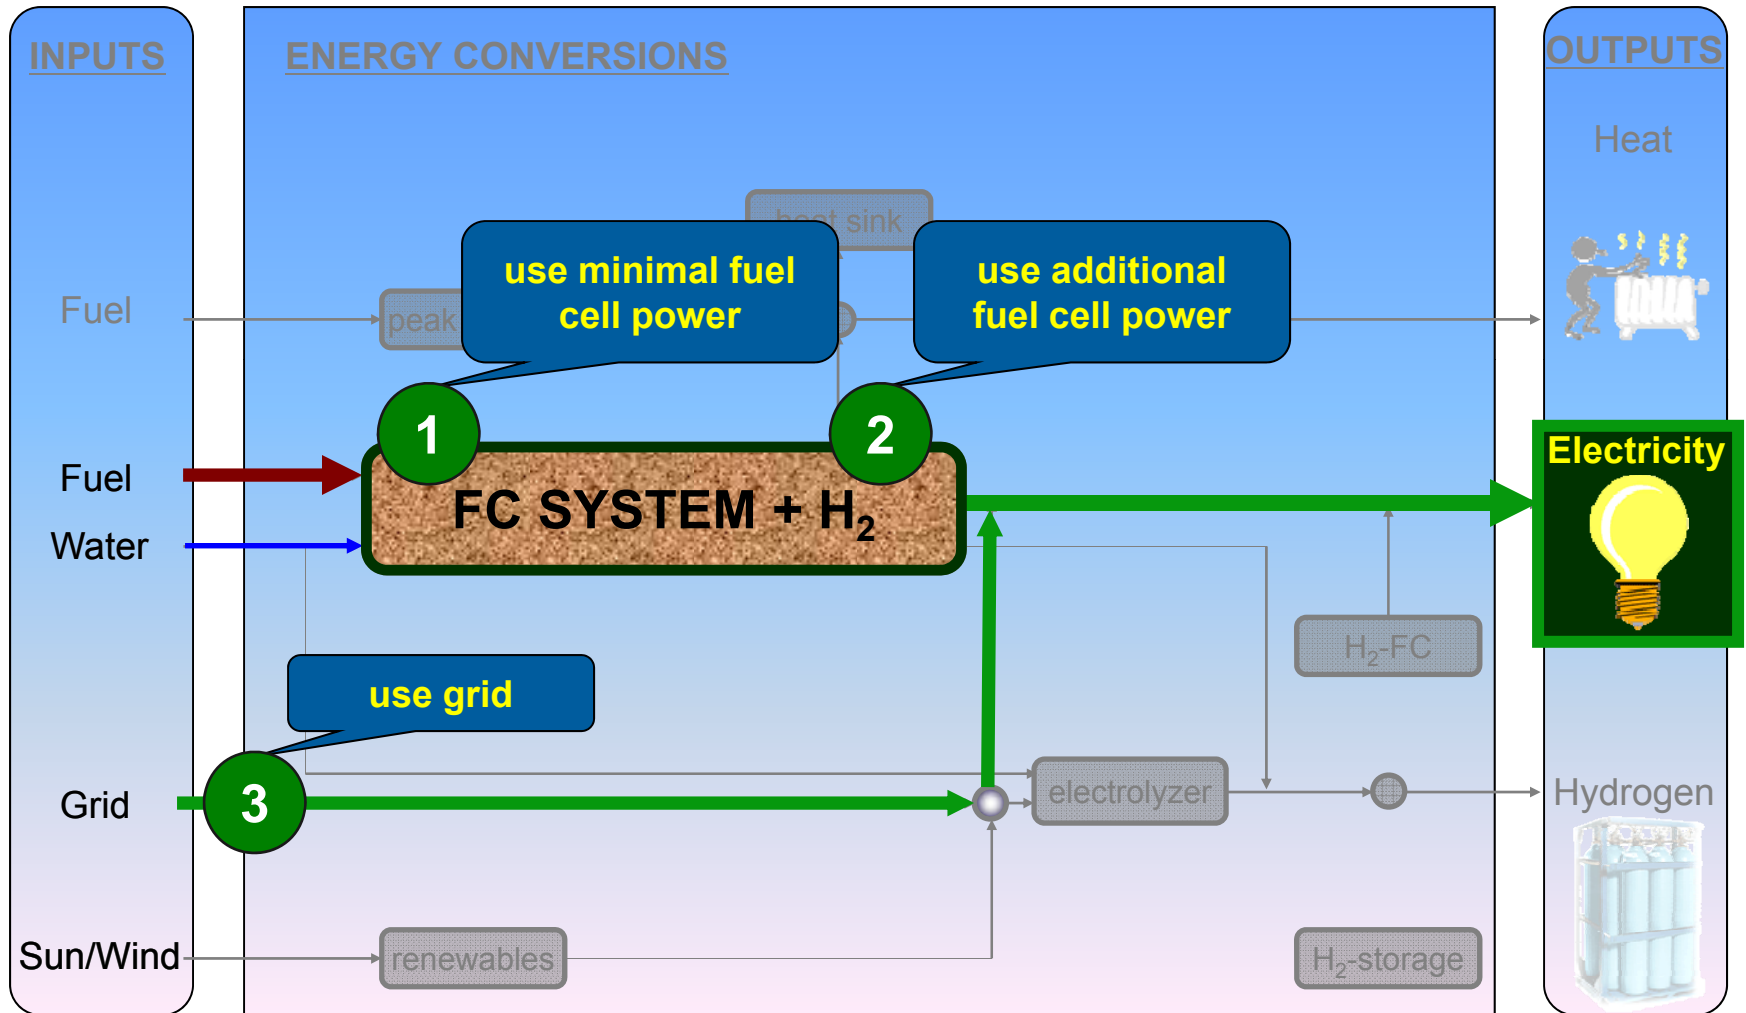 INPUTS
ENERGY CONVERSIONS
OUTPUTS
Heat
sink
use minimal fuel
cell power
use additional
fuel cell power
Fuel
peak
1
2
Electricity
Fuel
FC SYSTEM + H₂
Water
H₂-FC
use grid
Grid
3
electrolyzer
Hydrogen
Sun/Wind
renewables
H₂-storage